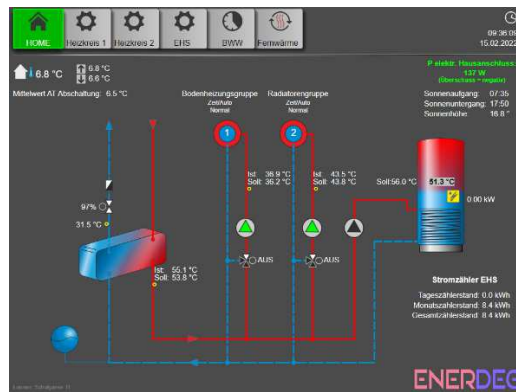 HOME
Heizkreis 1
Heizkreis 2
EHS
BWW
Fernwärme
09:36:09
15.02.2022
6.8 °C
6.8 °C
6.6 °C
Mittelwert AT Abschaltung: 6.5 °C
P elektr. Hausanschluss:
137 W
(Überschuss = negativ)
Sonnenaufgang: 07:35
Sonnenuntergang: 17:50
Sonnenhöhe: 16.8 °
Bodenheizungsgruppe
Zeit/Auto
Normal
Radiatorengruppe
Zeit/Auto
Normal
1
2
Ist: 36.9 °C
Soll: 36.2 °C
Ist: 43.5 °C
Soll: 43.8 °C
Soll:56.0 °C
51.3 °C
0.00 kW
97%
31.5 °C
AUS
AUS
Ist: 55.1 °C
Soll: 53.8 °C
Stromzähler EHS
Tageszählerstand: 0.0 kWh
Monatszählerstand: 8.4 kWh
Gesamtzählerstand: 8.4 kWh
ENERDEG